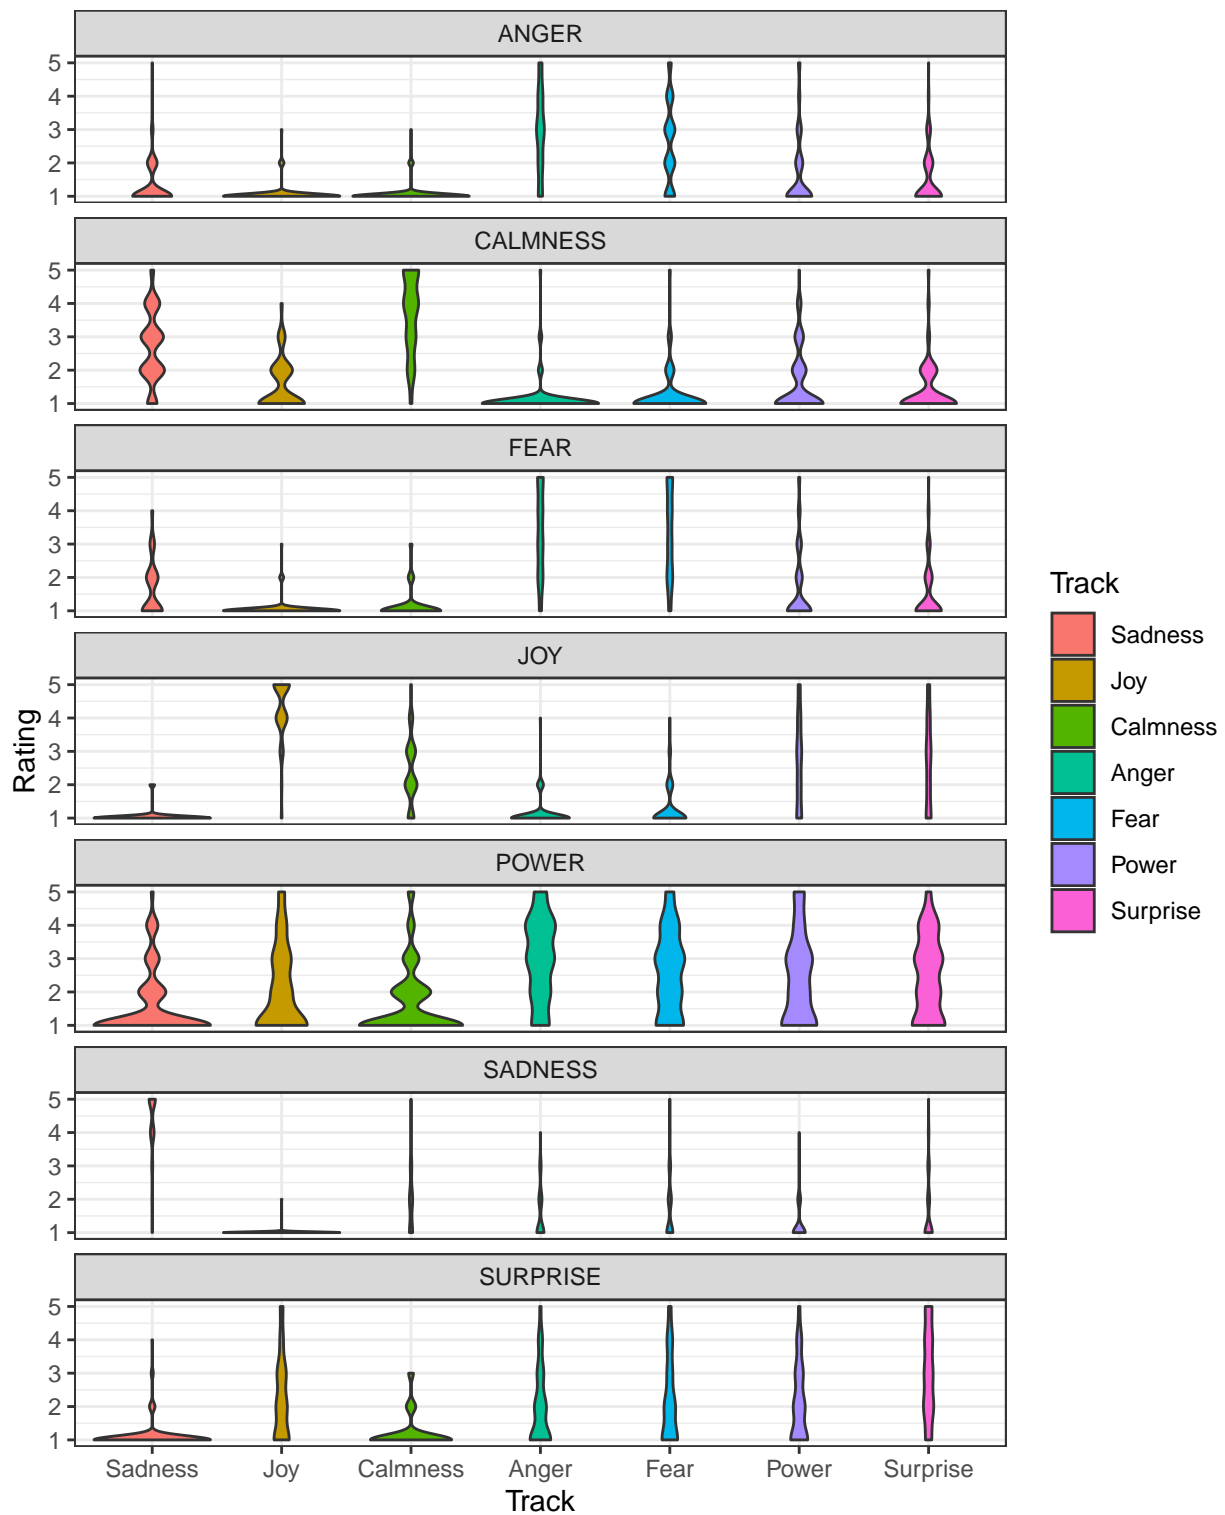 ANGER
5
4
3
2
1
CALMNESS
5
4
3
2
1
FEAR
5
4
3
2
1
JOY
5
4
3
2
1
POWER
5
4
3
2
1
SADNESS
5
4
3
2
1
SURPRISE
5
4
3
2
1
Rating
Sadness Joy Calmness Anger Fear Power Surprise
Track
Track
Sadness
Joy
Calmness
Anger
Fear
Power
Surprise